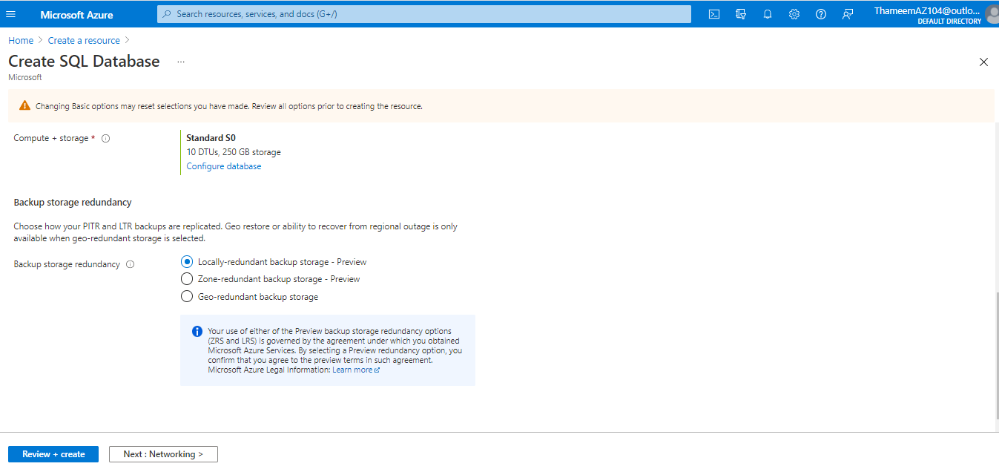 Microsoft Azure
Search resources, services, and docs (G+/)
ThameemAZ104@outlo...
DEFAULT DIRECTORY
Home > Create a resource >
Create SQL Database ...
Microsoft
Changing Basic options may reset selections you have made. Review all options prior to creating the resource.
Compute + storage *
Standard S0
10 DTUs, 250 GB storage
Configure database
Backup storage redundancy
Choose how your PITR and LTR backups are replicated. Geo restore or ability to recover from regional outage is only
available when geo-redundant storage is selected.
Backup storage redundancy
Locally-redundant backup storage - Preview
Zone-redundant backup storage - Preview
Geo-redundant backup storage
Your use of either of the Preview backup storage redundancy options
(ZRS and LRS) is governed by the agreement under which you obtained
Microsoft Azure Services. By selecting a Preview redundancy option, you
confirm that you agree to the preview terms in such agreement.
Microsoft Azure Legal Information: Learn more
Review + create
Next : Networking >